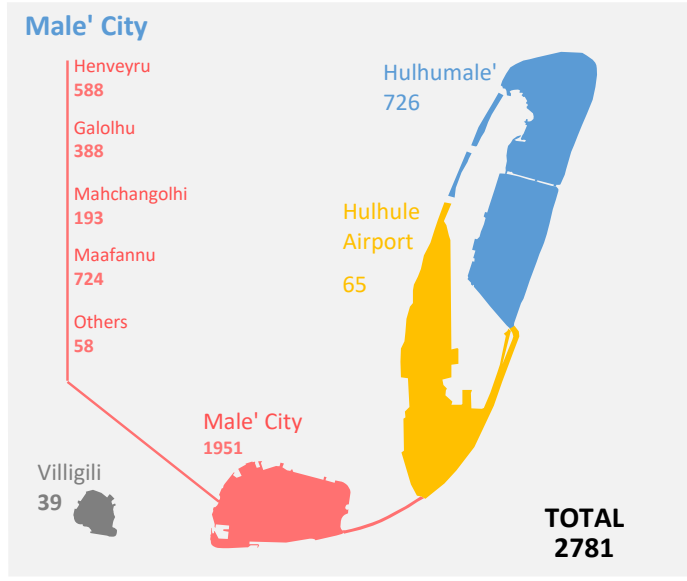 Male' City
Henveyru
588
Galolhu
388
Mahchangolhi
193
Maafannu
724
Others
58
Hulhumale'
726
Hulhule
Airport
65
Male' City
1951
Villigili
39
TOTAL
2781